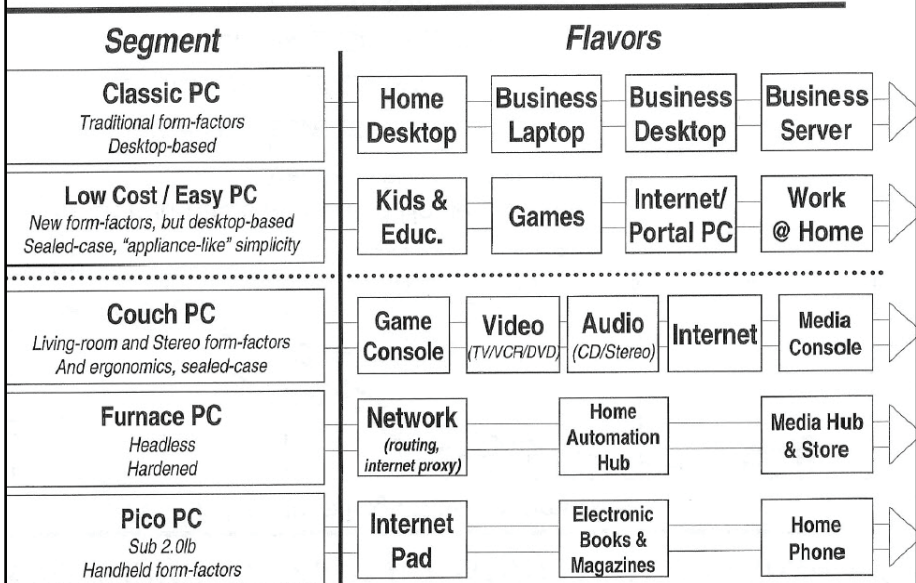 Segment
Flavors
Classic PC
Traditional form-factors
Desktop-based
Home
Desktop
Business
Laptop
Business
Desktop
Business
Server
Low Cost / Easy PC
New form-factors, but desktop-based
Sealed-case, "appliance-like" simplicity
Kids &
Educ.
Games
Internet/
Portal PC
Work
@ Home
Couch PC
Living-room and Stereo form-factors
And ergonomics, sealed-case
Game
Console
Video
(TV/VCR/DVD)
Audio
(CD/Stereo)
Internet
Media
Console
Furnace PC
Headless
Hardened
Network
(routing,
internet proxy)
Home
Automation
Hub
Media Hub
& Store
Pico PC
Sub 2.0lb
Handheld form-factors
Internet
Pad
Electronic
Books &
Magazines
Home
Phone